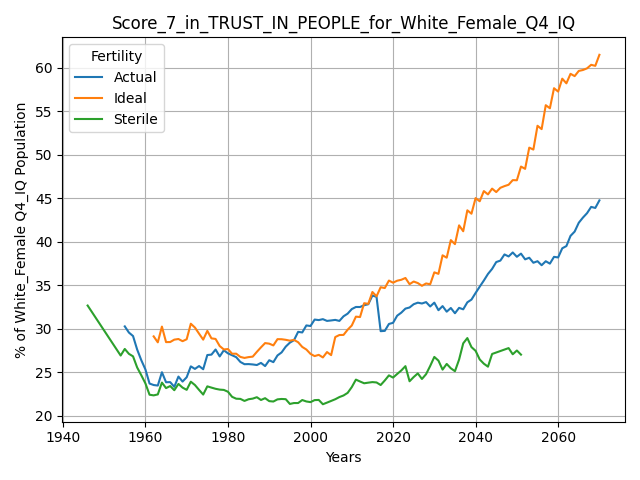 Score_7_in_TRUST_IN_PEOPLE_for_White_Female_Q4_IQ
Fertility
Actual
Ideal
Sterile
% of White_Female Q4_IQ Population
60
55
50
45
40
35
30
25
20
1940
1960
1980
2000
2020
2040
2060
Years